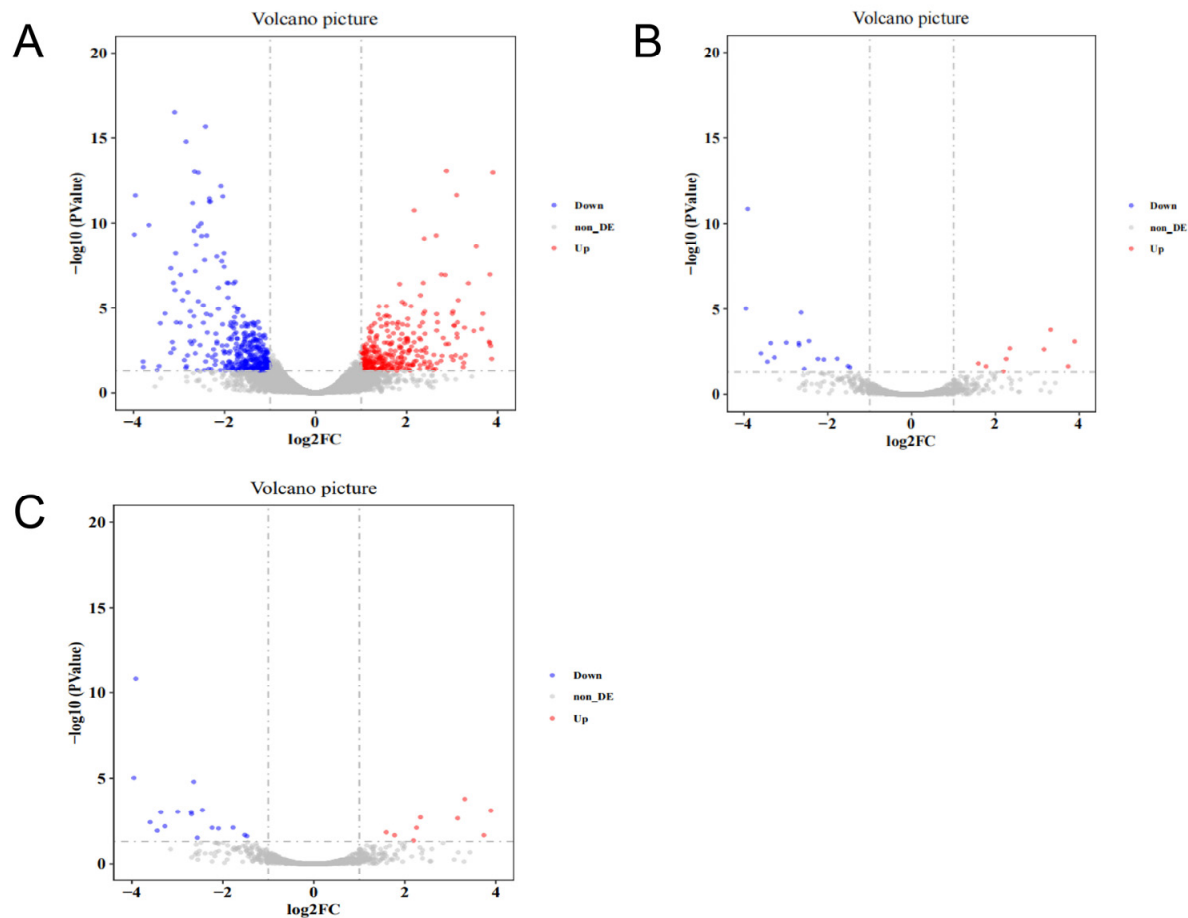 A
Volcano picture
20
15
10
5
0
−log10 (PValue)
−4
−2
0
2
4
log2FC
Down
non_DE
Up
B
Volcano picture
20
15
10
5
0
−log10 (PValue)
−4
−2
0
2
4
log2FC
Down
non_DE
Up
C
Volcano picture
20
15
10
5
0
−log10 (PValue)
−4
−2
0
2
4
log2FC
Down
non_DE
Up